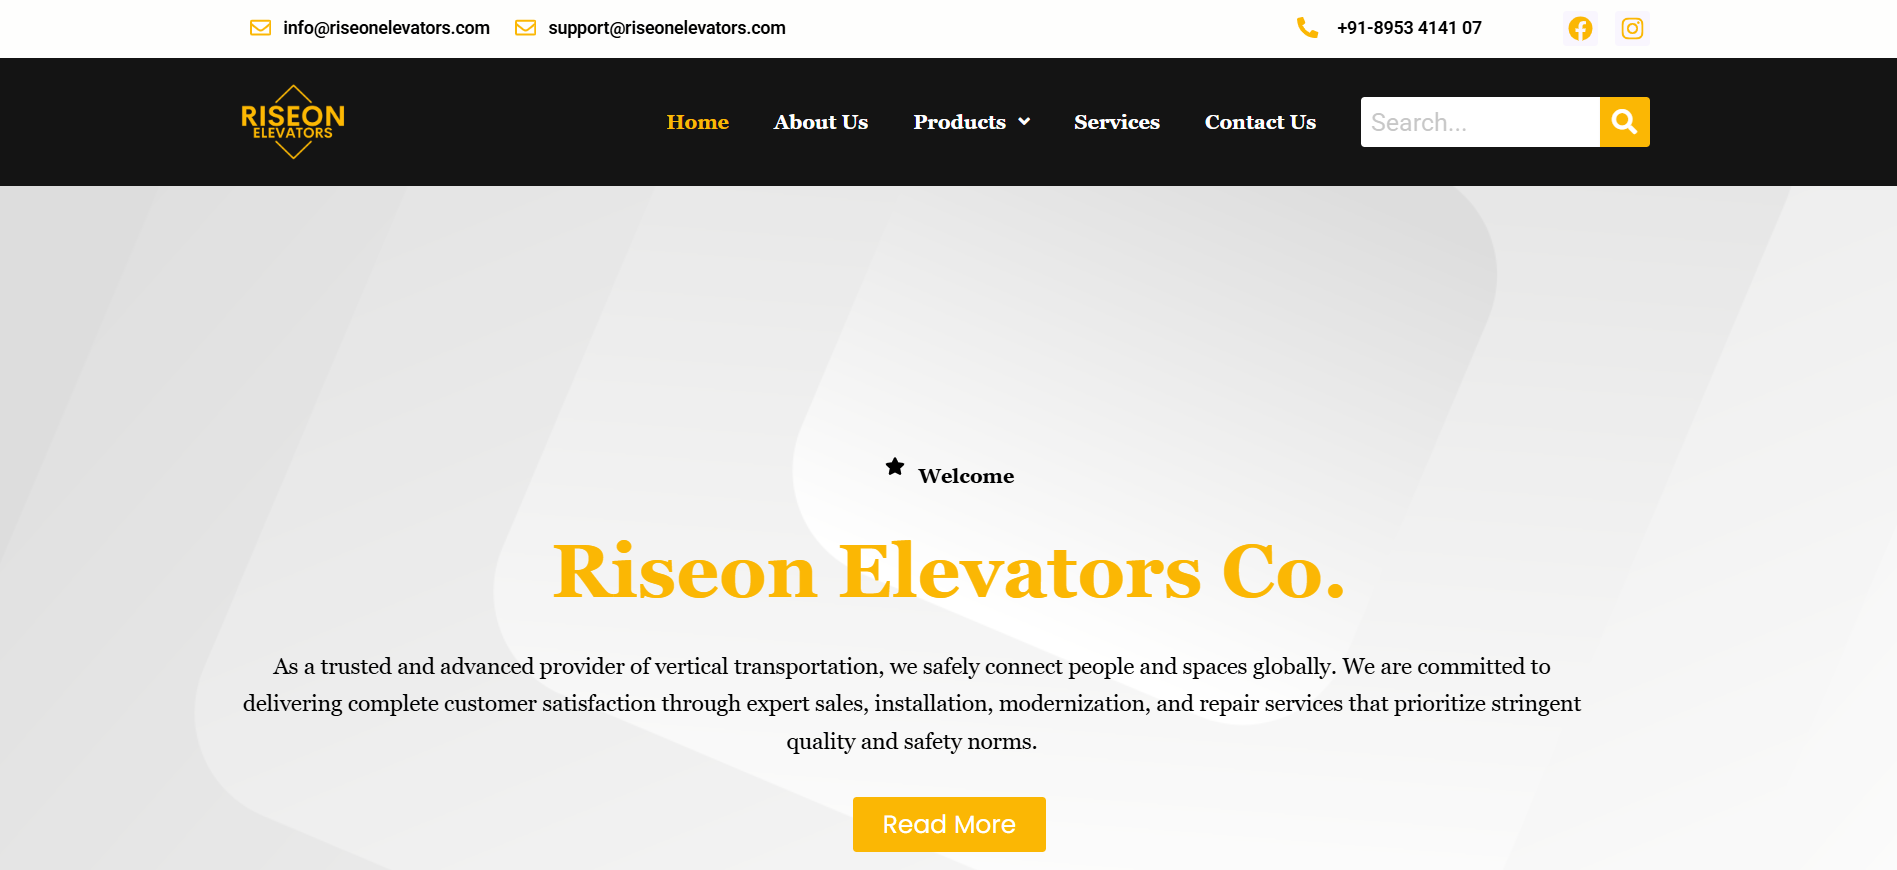 info@riseonelevators.com support@riseonelevators.com +91-8953 4141 07
RISEON
ELEVATORS
Home About Us Products Services Contact Us Search...
Welcome
Riseon Elevators Co.
As a trusted and advanced provider of vertical transportation, we safely connect people and spaces globally. We are committed to
delivering complete customer satisfaction through expert sales, installation, modernization, and repair services that prioritize stringent
quality and safety norms.
Read More